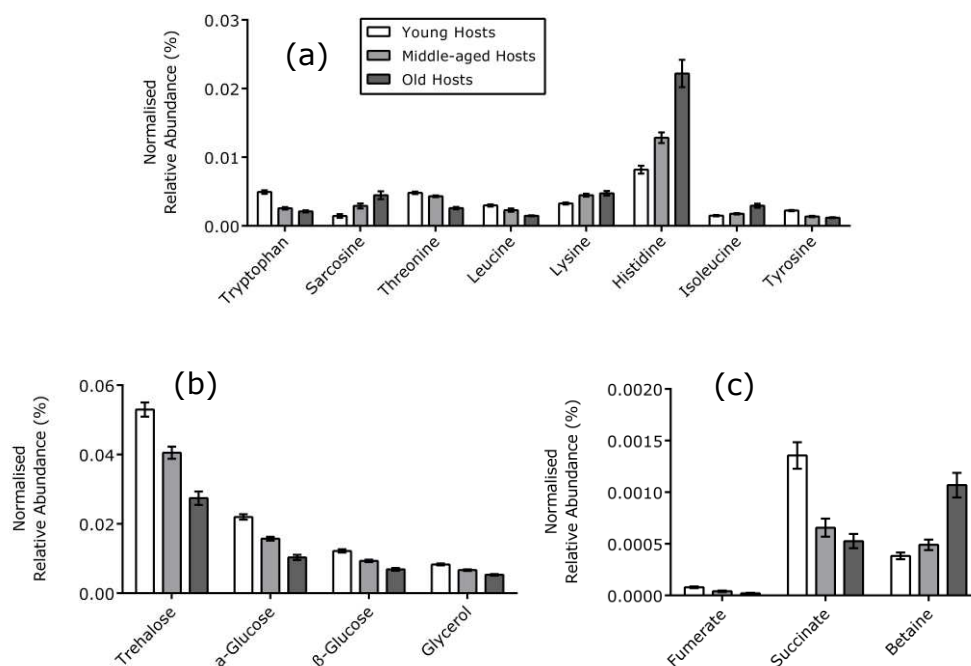 (a)
Young Hosts
Middle-aged Hosts
Old Hosts
Normalised
Relative Abundance (%)
0.03
0.02
0.01
0.00
Tryptophan
Sarcosine
Threonine
Leucine
Lysine
Histidine
Isoleucine
Tyrosine
(b)
Normalised
Relative Abundance (%)
0.06
0.04
0.02
0.00
Trehalose
a-Glucose
β-Glucose
Glycerol
(c)
Normalised
Relative Abundance (%)
0.0020
0.0015
0.0010
0.0005
0.0000
Fumerate
Succinate
Betaine